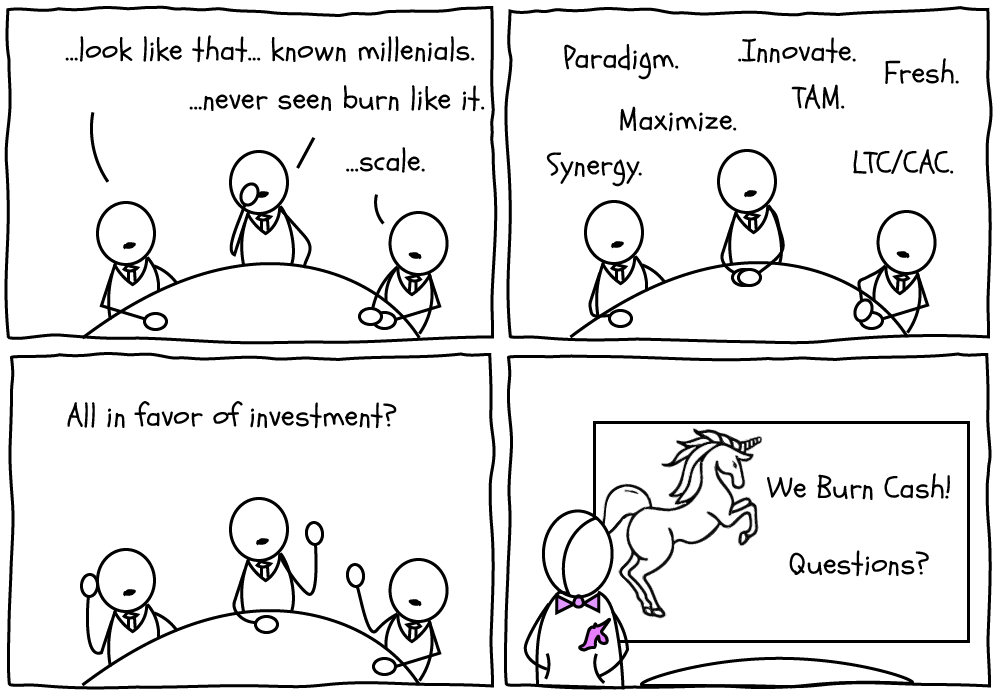 ...look like that... known millenials.
...never seen burn like it.
...scale.
Paradigm.
.Innovate.
Fresh.
TAM.
Maximize.
Synergy.
LTC/CAC.
All in favor of investment?
We Burn Cash!
Questions?